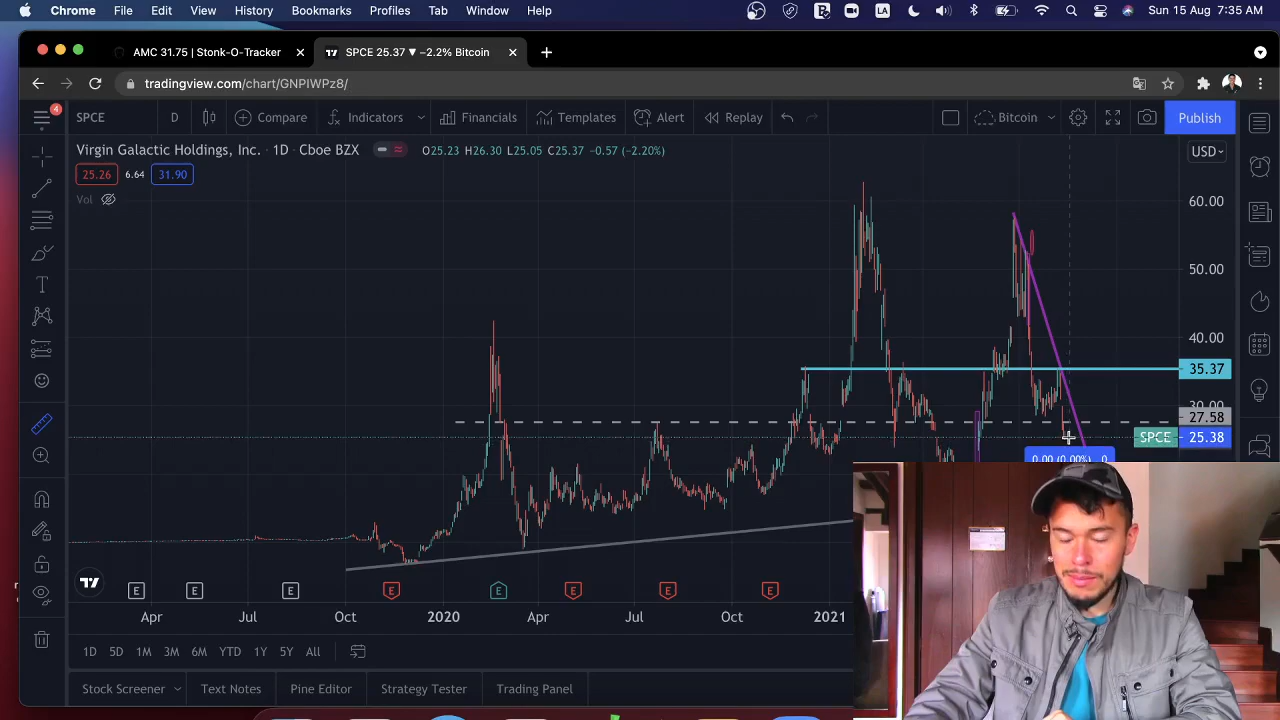 Chrome File Edit View History Bookmarks Profiles Tab Window Help LA Sun 15 Aug 7:35 AM
AMC 31.75 | Stonk-O-Tracker × SPCE 25.37 ▼ −2.2% Bitcoin × +
tradingview.com/chart/GNPIWPz8/
4 SPCE D Compare Indicators Financials Templates Alert Replay Bitcoin Publish
Virgin Galactic Holdings, Inc. · 1D · Cboe BZX O25.23 H26.30 L25.05 C25.37 −0.57 (−2.20%) USD
25.26 6.64 31.90
Vol
60.00
50.00
40.00
35.37
30.00
27.58
SPCE 25.38
0.00 (0.00%), 0
E E E E E E E E
Apr Jul Oct 2020 Apr Jul Oct 2021
1D 5D 1M 3M 6M YTD 1Y 5Y All
Stock Screener Text Notes Pine Editor Strategy Tester Trading Panel